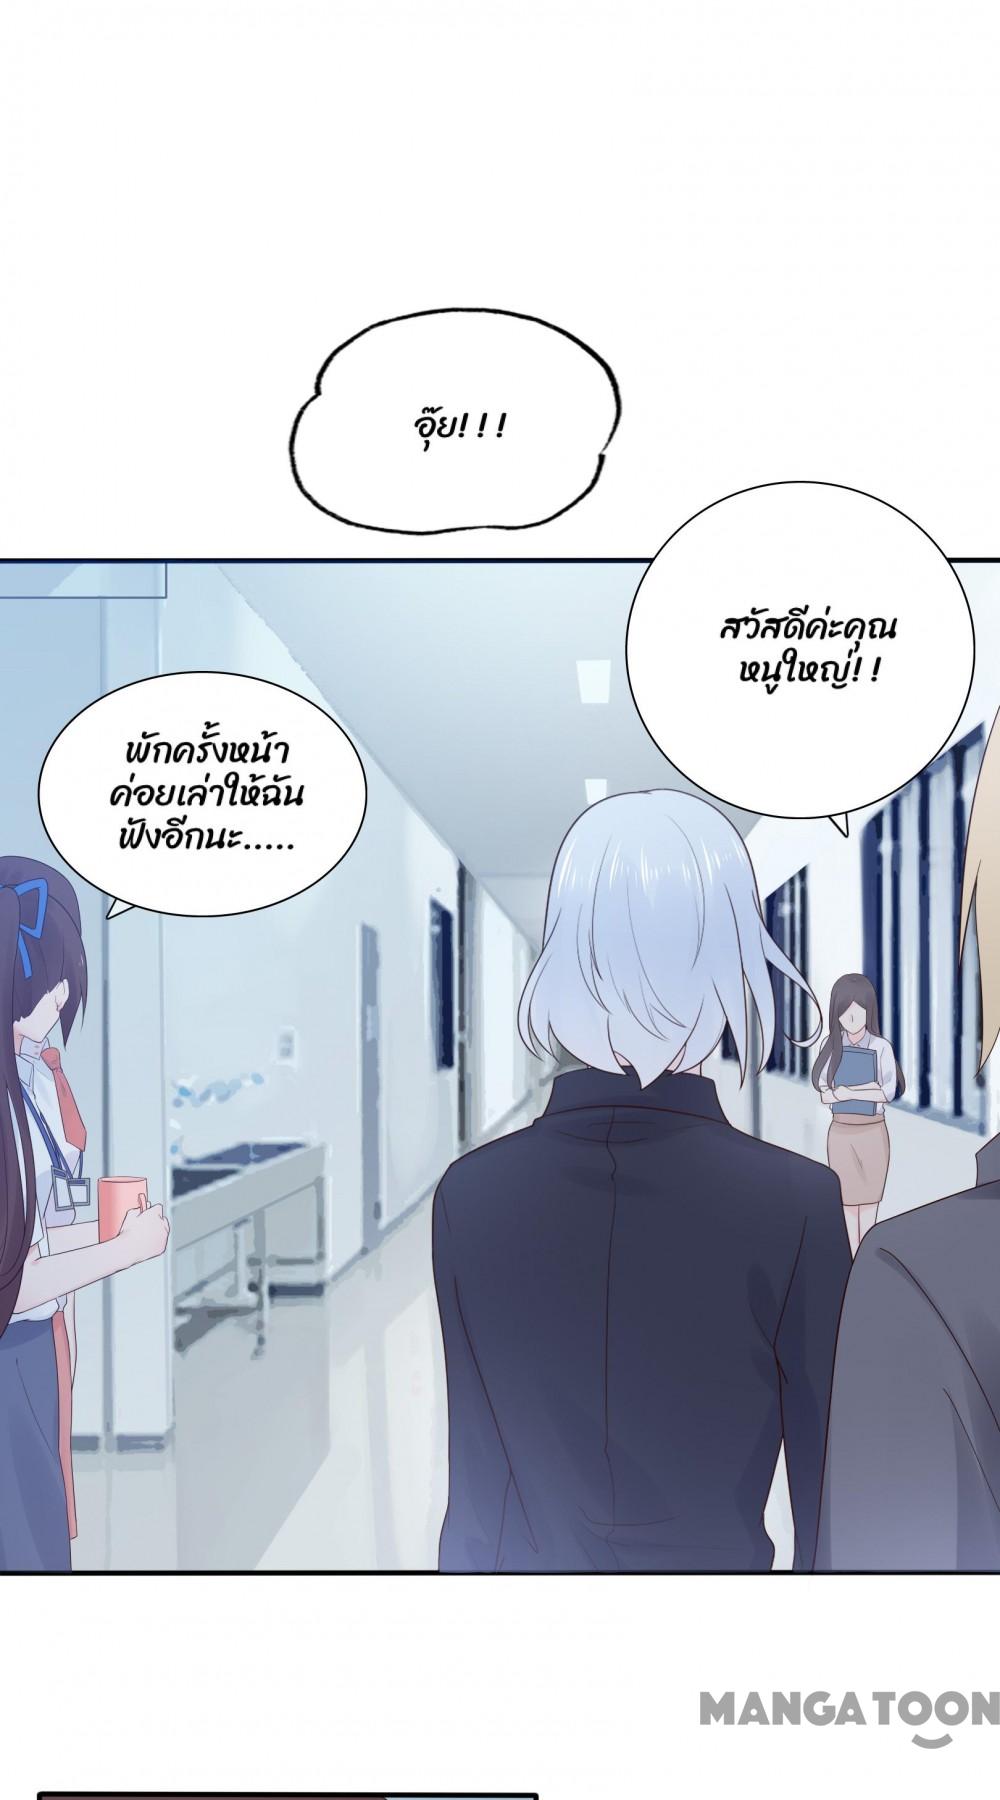 อุ๊ย!!!
สวัสดีค่ะคุณ
หนูใหญ่!!
พักครั้งหน้า
ค่อยเล่าให้ฉัน
ฟังอีกนะ.....
MANGATOON